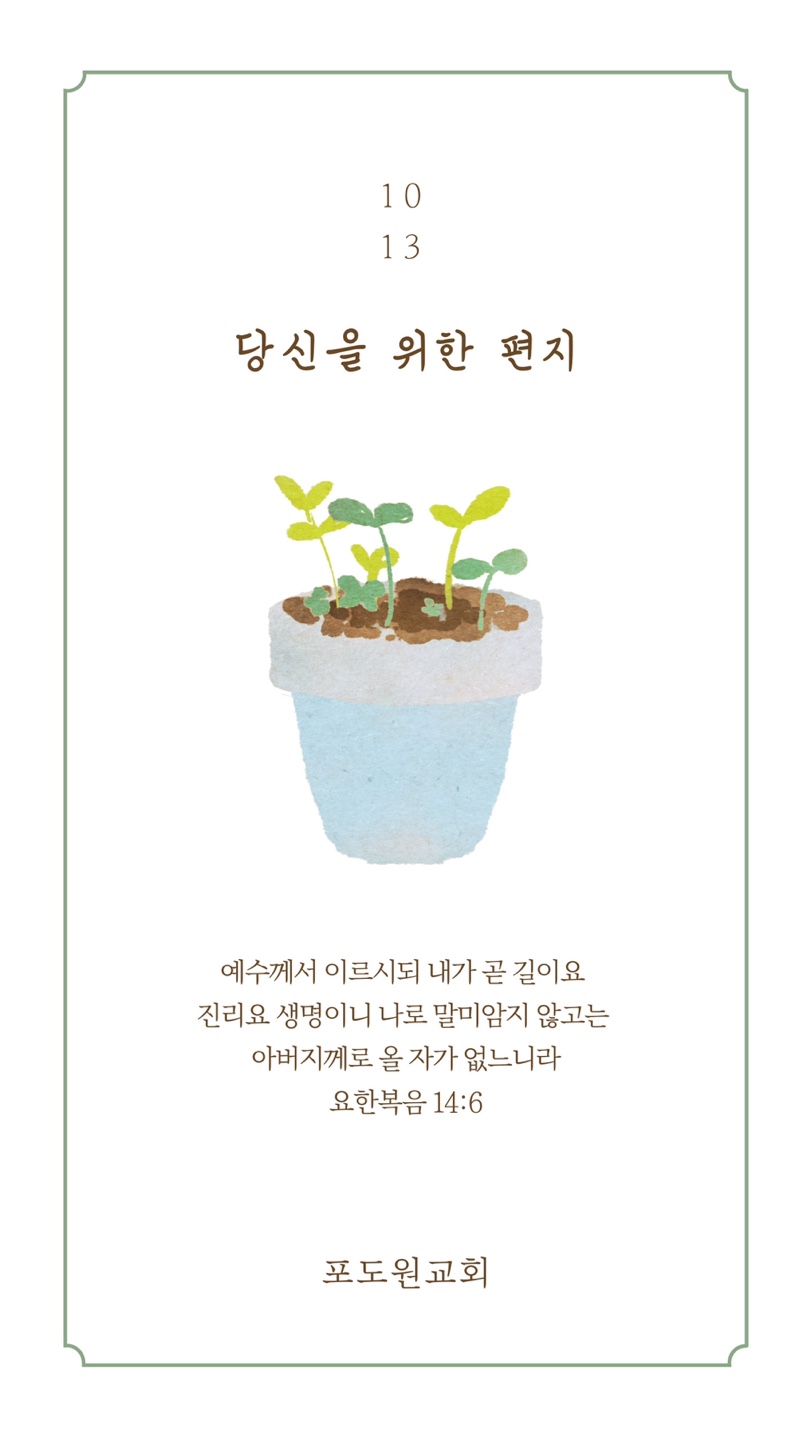 10
13
당신을 위한 편지
예수께서 이르시되 내가 곧 길이요
진리요 생명이니 나로 말미암지 않고는
아버지께로 올 자가 없느니라
요한복음 14:6
포도원교회